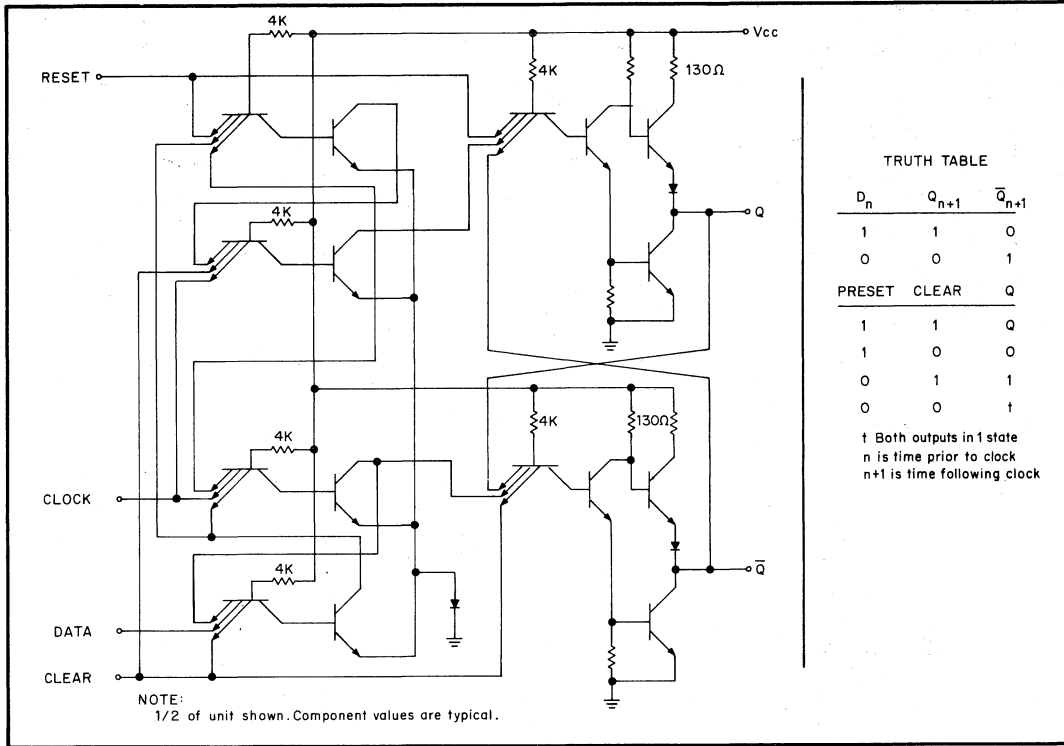 4K
Vcc
RESET
4K
130Ω
4K
Q
TRUTH TABLE
Dn Qn+1 Q̅n+1
1 1 0
0 0 1
PRESET CLEAR Q
1 1 Q
1 0 0
0 1 1
0 0 t
t Both outputs in 1 state
n is time prior to clock
n+1 is time following clock
4K
4K
130Ω
CLOCK
4K
Q̅
DATA
CLEAR
NOTE:
1/2 of unit shown. Component values are typical.